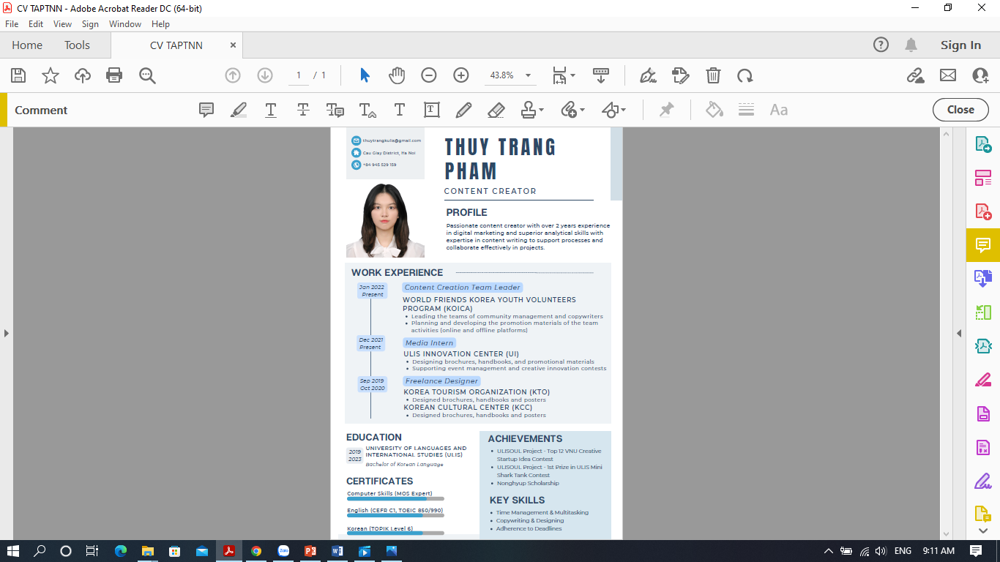 CV TAPTNN - Adobe Acrobat Reader DC (64-bit)
File Edit View Sign Window Help
Home Tools CV TAPTNN Sign In
1 / 1 43.8%
Comment Close
thuytrangkulis@gmail.com
Cau Giay District, Ha Noi
+84 945 529 159
THUY TRANG
PHAM
CONTENT CREATOR
PROFILE
Passionate content creator with over 2 years experience
in digital marketing and superior analytical skills with
expertise in content writing to support processes and
collaborate effectively in projects.
WORK EXPERIENCE
Jan 2022
Present
Content Creation Team Leader
WORLD FRIENDS KOREA YOUTH VOLUNTEERS
PROGRAM (KOICA)
• Leading the teams of community management and copywriters
• Planning and developing the promotion materials of the team
activities (online and offline platforms)
Dec 2021
Present
Media Intern
ULIS INNOVATION CENTER (UI)
• Designing brochures, handbooks, and promotional materials
• Supporting event management and creative innovation contests
Sep 2019
Oct 2020
Freelance Designer
KOREA TOURISM ORGANIZATION (KTO)
• Designed brochures, handbooks and posters
KOREAN CULTURAL CENTER (KCC)
• Designed brochures, handbooks and posters
EDUCATION
2019
2023
UNIVERSITY OF LANGUAGES AND
INTERNATIONAL STUDIES (ULIS)
Bachelor of Korean Language
CERTIFICATES
Computer Skills (MOS Expert)
English (CEFR C1, TOEIC 850/990)
Korean (TOPIK Level 6)
ACHIEVEMENTS
• ULISOUL Project - Top 12 VNU Creative
Startup Idea Contest
• ULISOUL Project - 1st Prize in ULIS Mini
Shark Tank Contest
• Nonghyup Scholarship
KEY SKILLS
• Time Management & Multitasking
• Copywriting & Designing
• Adherence to Deadlines
ENG 9:11 AM